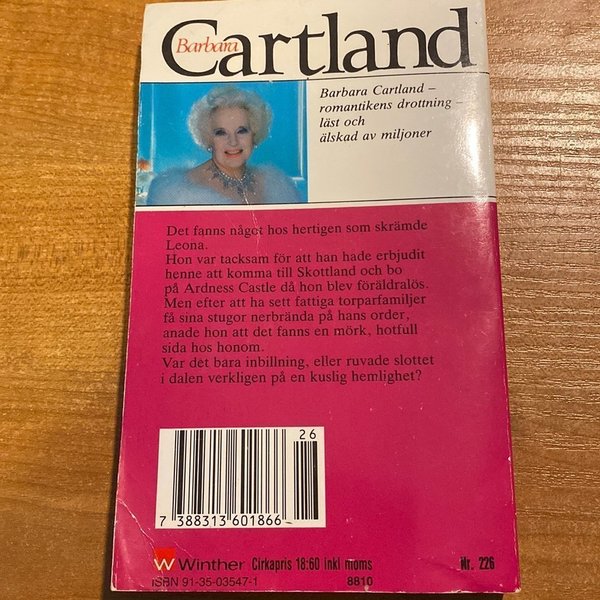 Barbara
Cartland
Barbara Cartland –
romantikens drottning –
läst och
älskad av miljoner
Det fanns något hos hertigen som skrämde
Leona.
Hon var tacksam för att han hade erbjudit
henne att komma till Skottland och bo
på Ardness Castle då hon blev föräldralös.
Men efter att ha sett fattiga torparfamiljer
få sina stugor nerbrända på hans order,
anade hon att det fanns en mörk, hotfull
sida hos honom.
Var det bara inbillning, eller ruvade slottet
i dalen verkligen på en kuslig hemlighet?
26
7 388313 601866
W Winther Cirkapris 18:60 inkl moms Nr. 226
ISBN 91-35-03547-1 8810